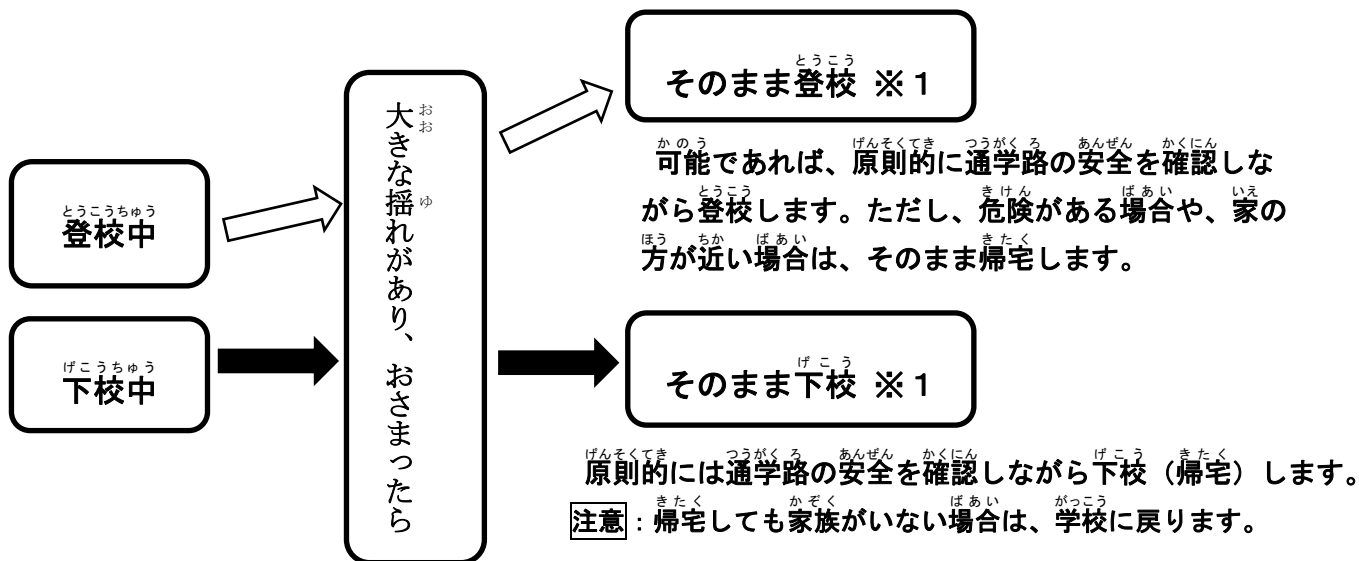 登校中
下校中
大きな揺れがあり、おさまったら
そのまま登校 ※1
可能であれば、原則的に通学路の安全を確認しな
がら登校します。ただし、危険がある場合や、家の
方が近い場合は、そのまま帰宅します。
そのまま下校 ※1
原則的には通学路の安全を確認しながら下校（帰宅）します。
注意：帰宅しても家族がいない場合は、学校に戻ります。